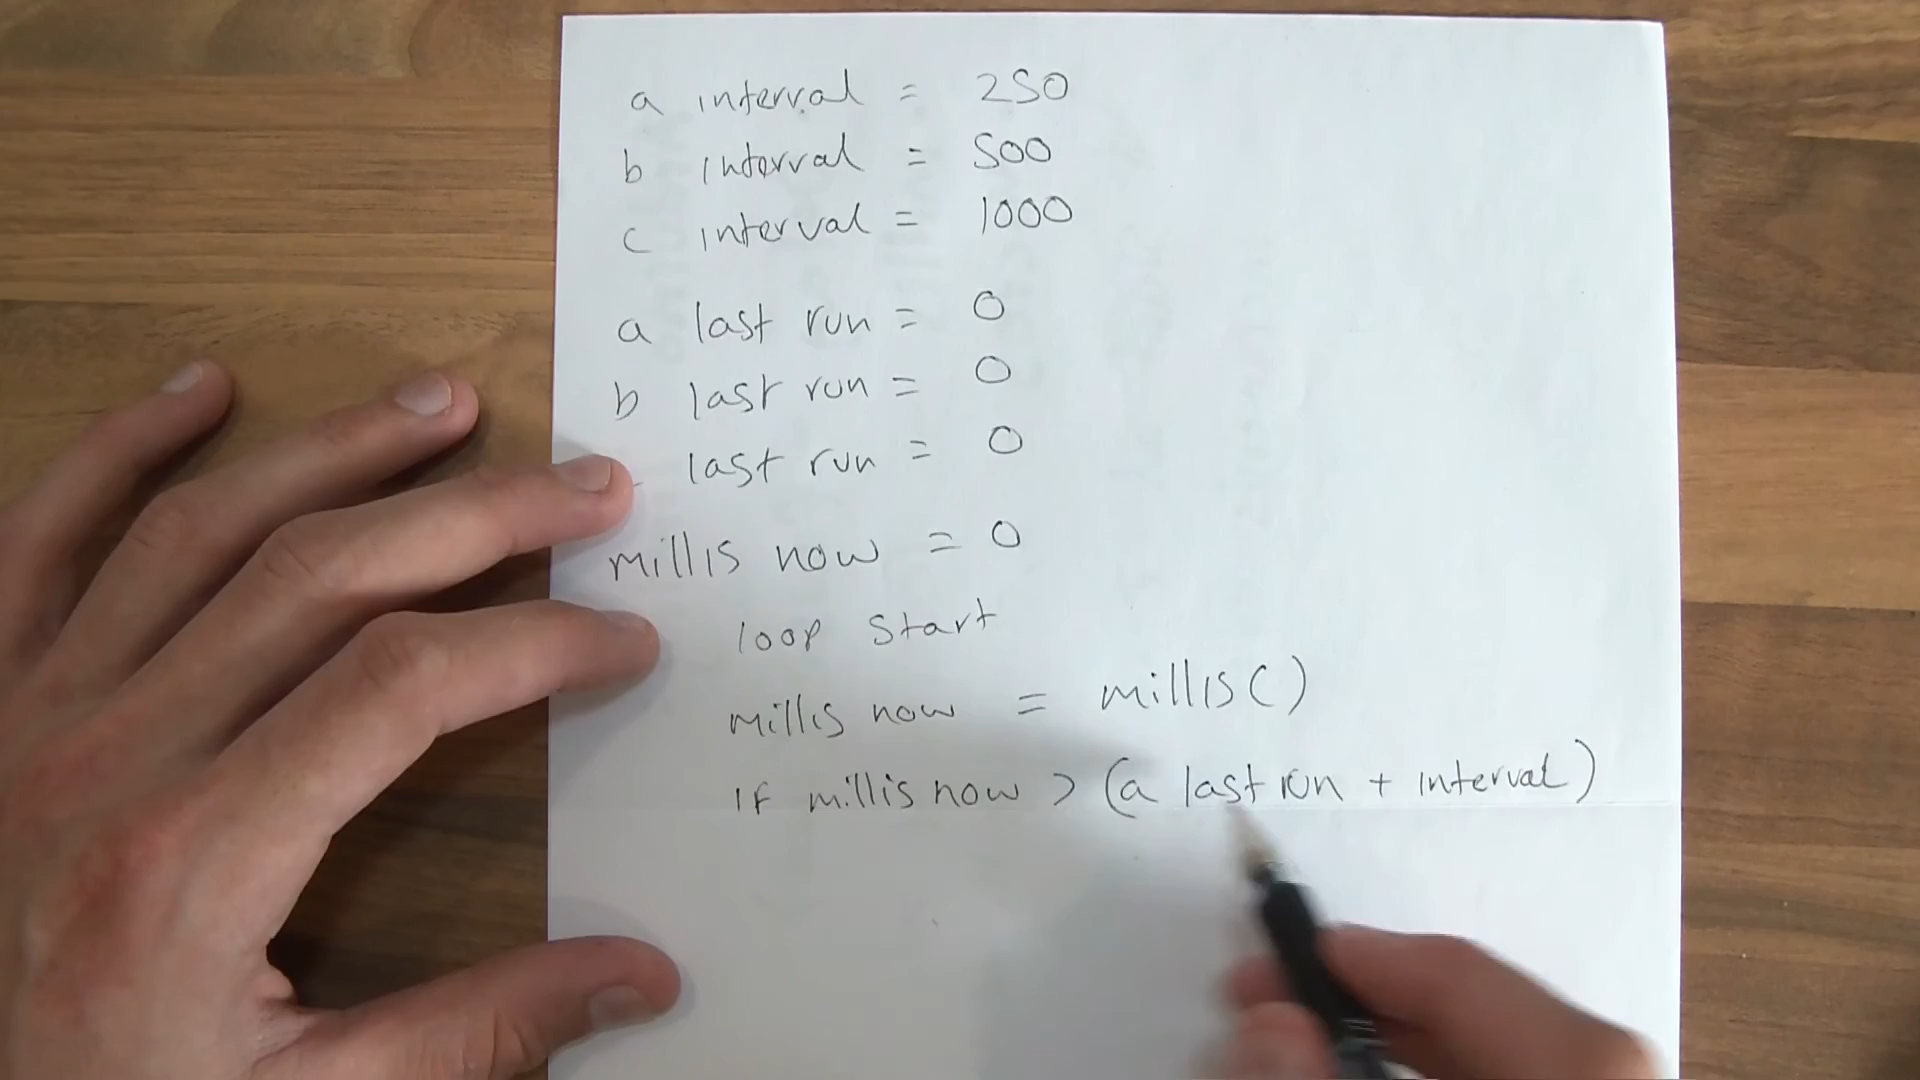 a interval = 250
b interval = 500
c interval = 1000
a last run = 0
b last run = 0
last run = 0
millis now = 0
loop start
millis now = millis()
if millis now > (a last run + interval)